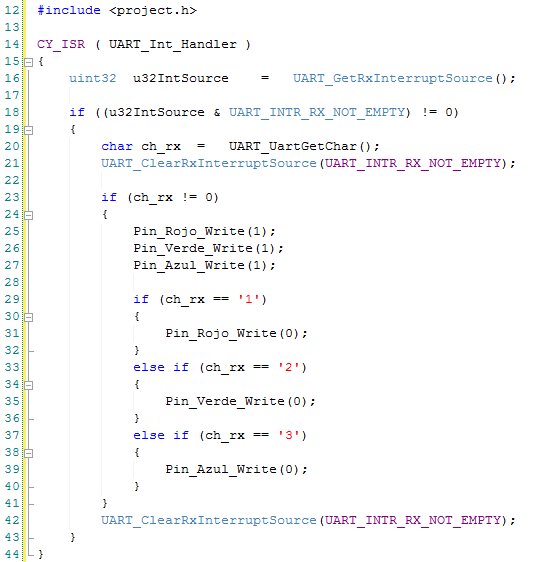 12 #include <project.h>
13
14 CY_ISR ( UART_Int_Handler )
15 {
16     uint32  u32IntSource    =   UART_GetRxInterruptSource();
17
18     if ((u32IntSource & UART_INTR_RX_NOT_EMPTY) != 0)
19     {
20         char ch_rx  =   UART_UartGetChar();
21         UART_ClearRxInterruptSource(UART_INTR_RX_NOT_EMPTY);
22
23         if (ch_rx != 0)
24         {
25             Pin_Rojo_Write(1);
26             Pin_Verde_Write(1);
27             Pin_Azul_Write(1);
28
29             if (ch_rx == '1')
30             {
31                 Pin_Rojo_Write(0);
32             }
33             else if (ch_rx == '2')
34             {
35                 Pin_Verde_Write(0);
36             }
37             else if (ch_rx == '3')
38             {
39                 Pin_Azul_Write(0);
40             }
41         }
42         UART_ClearRxInterruptSource(UART_INTR_RX_NOT_EMPTY);
43     }
44 }